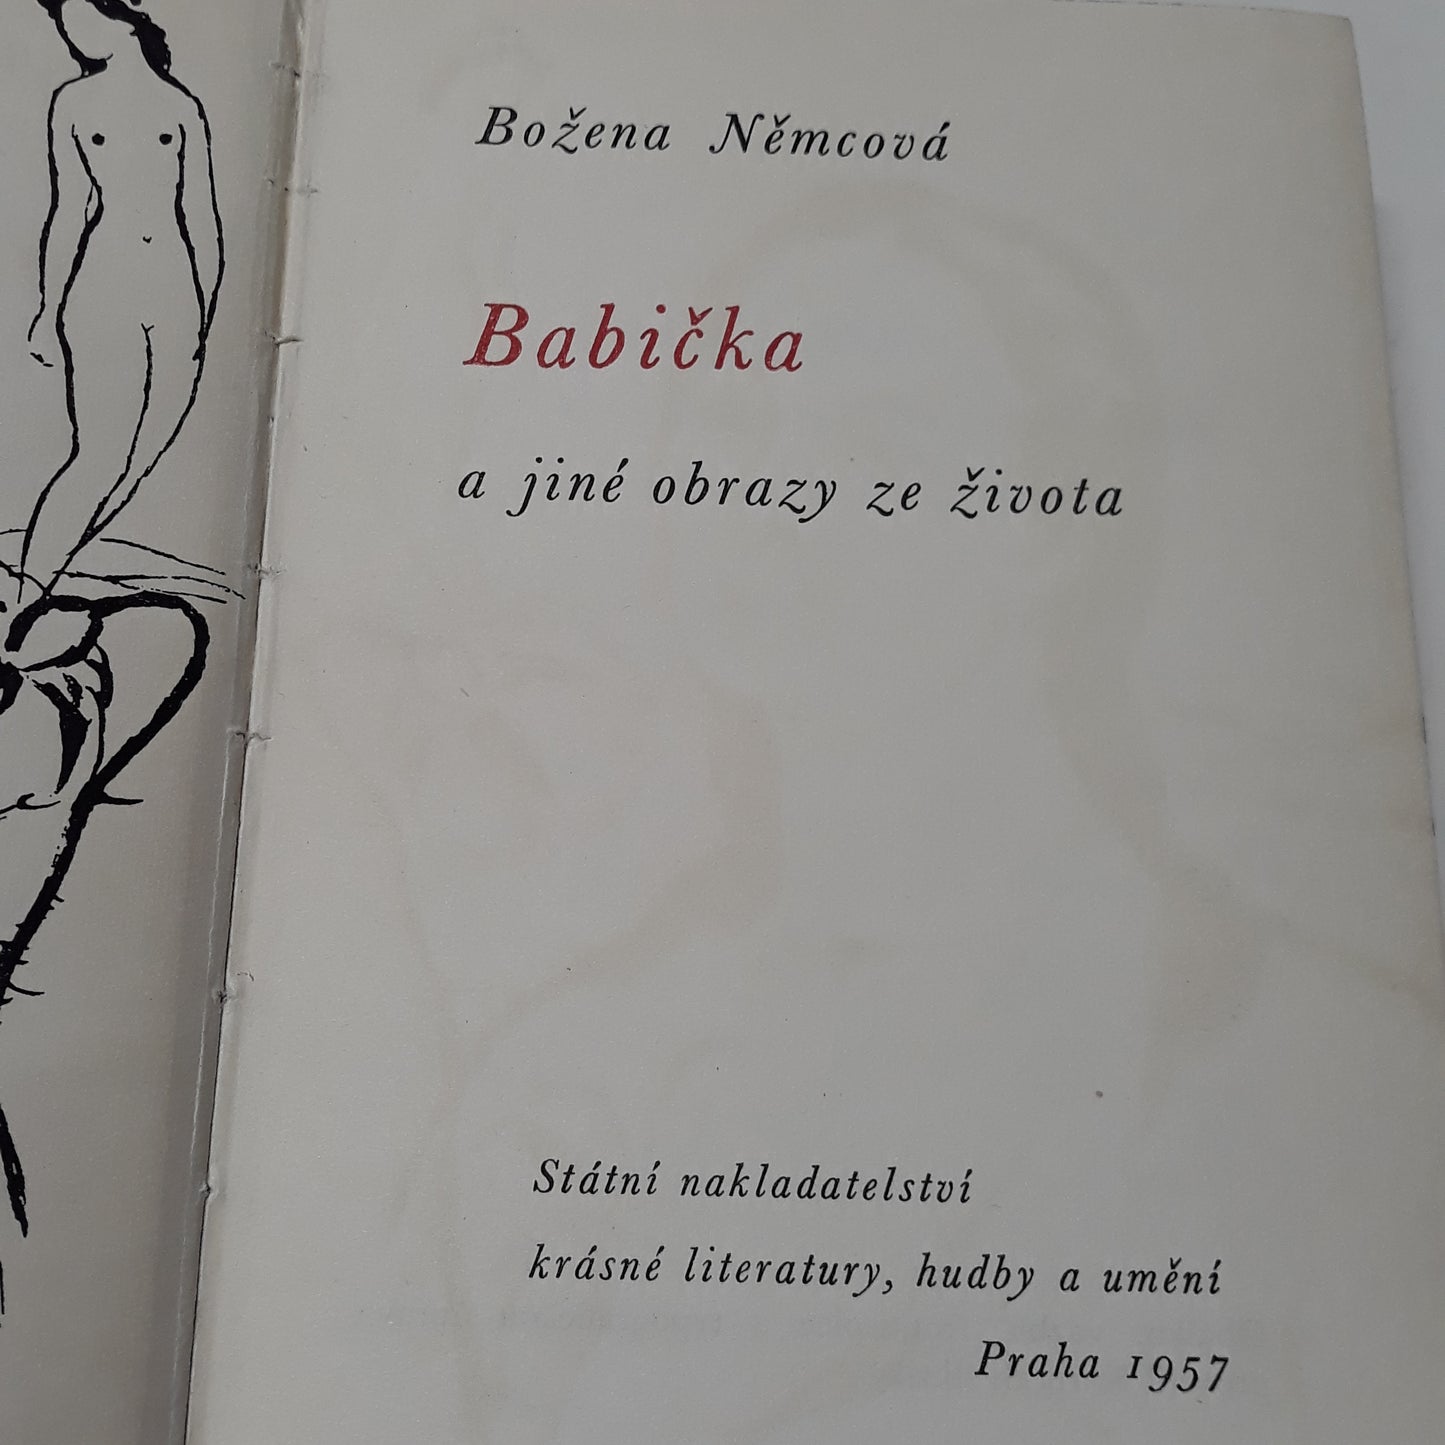 Božena Němcová
Babička
a jiné obrazy ze života
Státní nakladatelství
krásné literatury, hudby a umění
Praha 1957